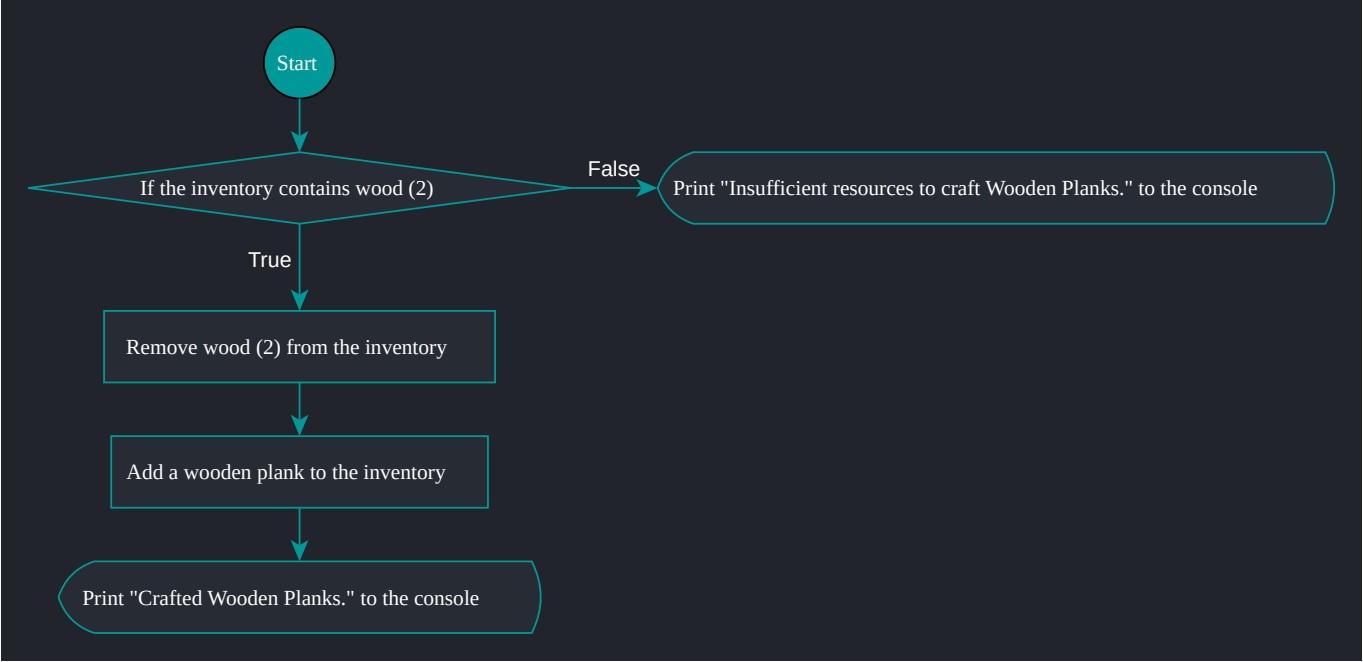 Start
If the inventory contains wood (2)
False
Print "Insufficient resources to craft Wooden Planks." to the console
True
Remove wood (2) from the inventory
Add a wooden plank to the inventory
Print "Crafted Wooden Planks." to the console